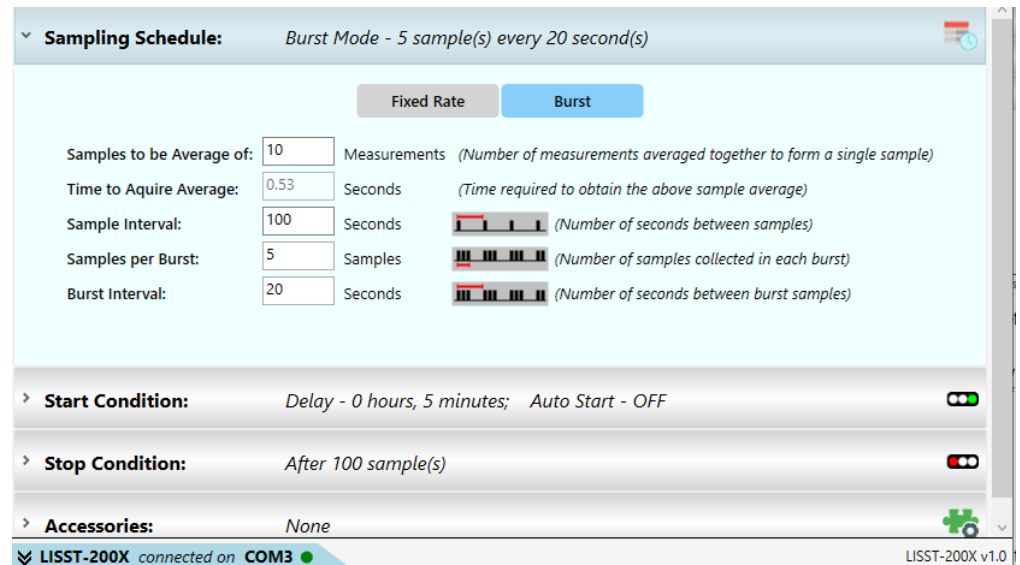 Sampling Schedule: Burst Mode - 5 sample(s) every 20 second(s)
Fixed Rate Burst
Samples to be Average of: 10 Measurements (Number of measurements averaged together to form a single sample)
Time to Aquire Average: 0.53 Seconds (Time required to obtain the above sample average)
Sample Interval: 100 Seconds (Number of seconds between samples)
Samples per Burst: 5 Samples (Number of samples collected in each burst)
Burst Interval: 20 Seconds (Number of seconds between burst samples)
Start Condition: Delay - 0 hours, 5 minutes; Auto Start - OFF
Stop Condition: After 100 sample(s)
Accessories: None
LISST-200X connected on COM3 LISST-200X v1.0